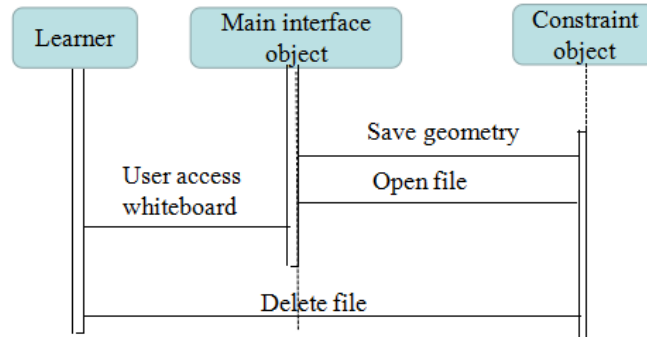 Learner
Main interface
object
Constraint
object
Save geometry
User access
whiteboard
Open file
Delete file